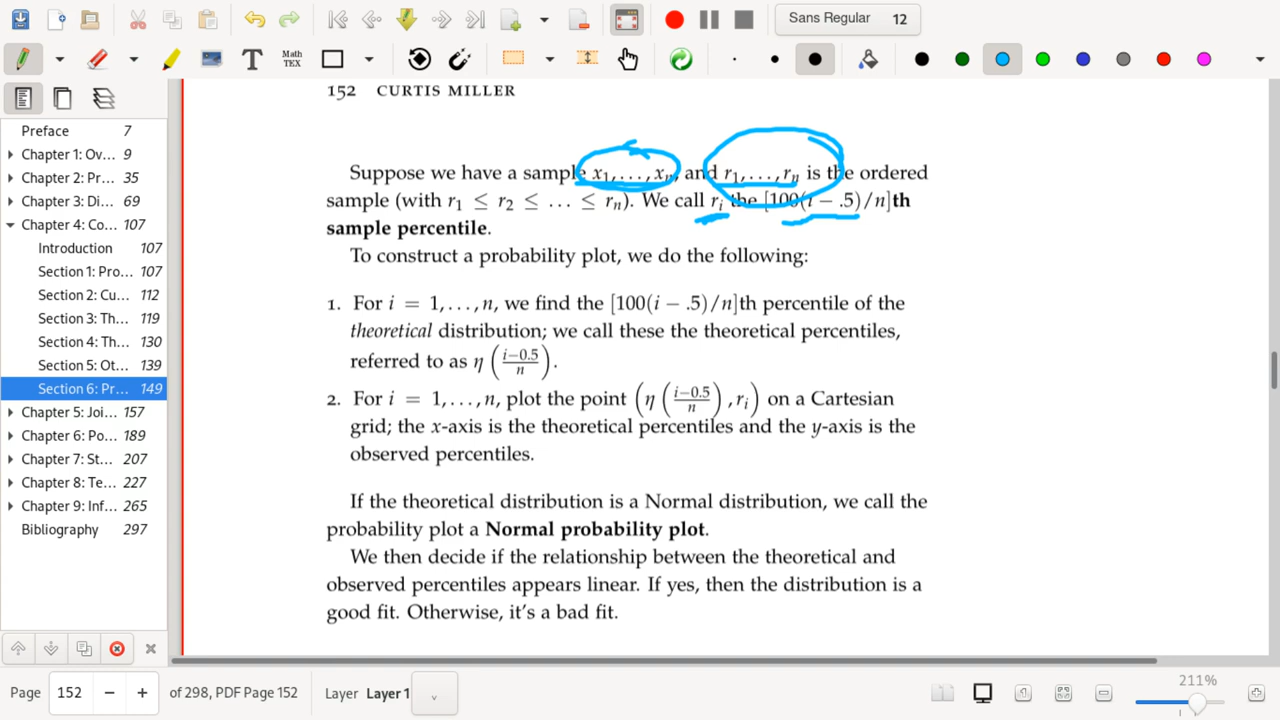 Sans Regular 12
T Math TEX
152 CURTIS MILLER
Preface 7
Chapter 1: Ov... 9
Chapter 2: Pr... 35
Chapter 3: Di... 69
Chapter 4: Co... 107
Introduction 107
Section 1: Pro... 107
Section 2: Cu... 112
Section 3: Th... 119
Section 4: Th... 130
Section 5: Ot... 139
Section 6: Pr... 149
Chapter 5: Joi... 157
Chapter 6: Po... 189
Chapter 7: St... 207
Chapter 8: Te... 227
Chapter 9: Inf... 265
Bibliography 297
Suppose we have a sample x₁, . . . , xₙ, and r₁, . . . , rₙ is the ordered
sample (with r₁ ≤ r₂ ≤ . . . ≤ rₙ). We call rᵢ the [100(i − .5)/n]th
sample percentile.
To construct a probability plot, we do the following:
1. For i = 1, . . . , n, we find the [100(i − .5)/n]th percentile of the
theoretical distribution; we call these the theoretical percentiles,
referred to as η ((i−0.5)/n).
2. For i = 1, . . . , n, plot the point (η ((i−0.5)/n), rᵢ) on a Cartesian
grid; the x-axis is the theoretical percentiles and the y-axis is the
observed percentiles.
If the theoretical distribution is a Normal distribution, we call the
probability plot a Normal probability plot.
We then decide if the relationship between the theoretical and
observed percentiles appears linear. If yes, then the distribution is a
good fit. Otherwise, it's a bad fit.
Page 152 − + of 298, PDF Page 152 Layer Layer 1 211%